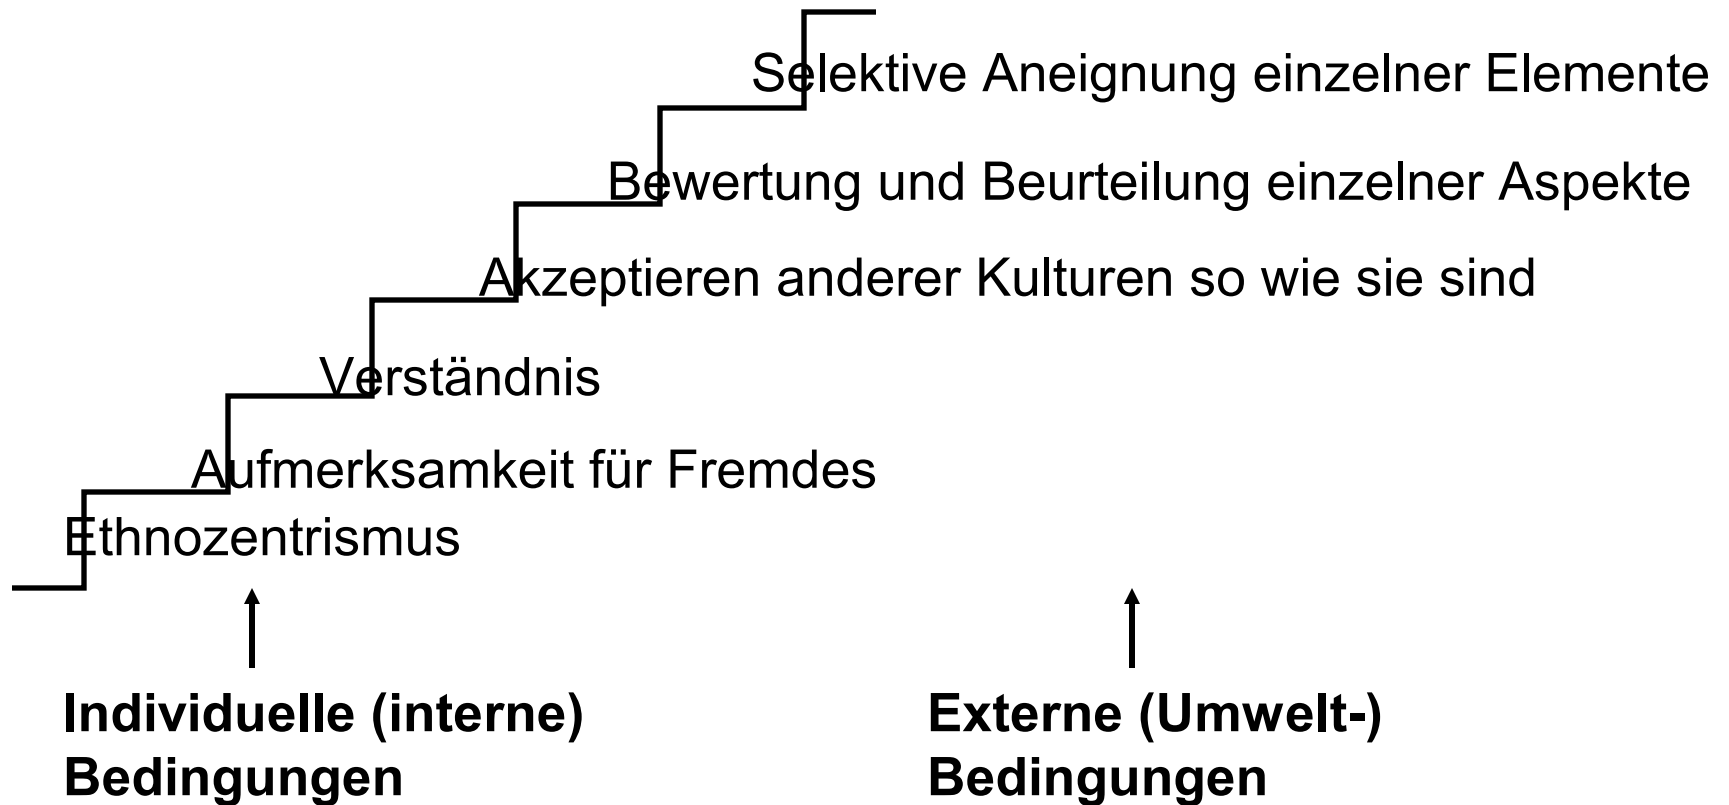 Selektive Aneignung einzelner Elemente
Bewertung und Beurteilung einzelner Aspekte
Akzeptieren anderer Kulturen so wie sie sind
Verständnis
Aufmerksamkeit für Fremdes
Ethnozentrismus
Individuelle (interne)
Bedingungen
Externe (Umwelt-)
Bedingungen